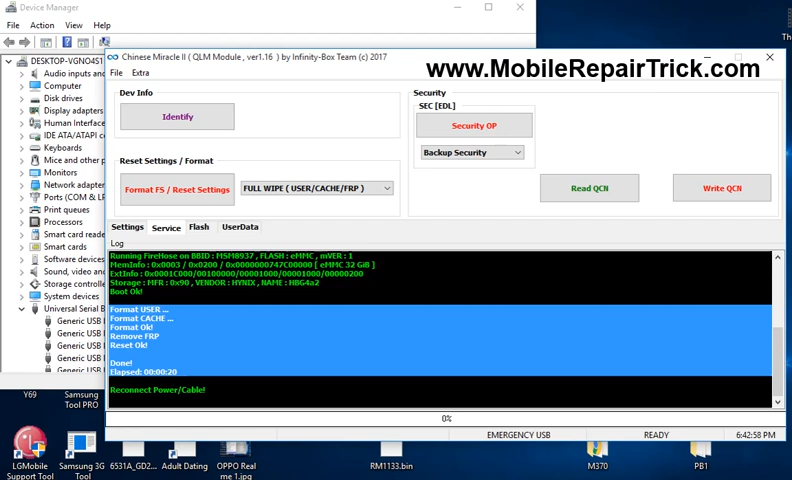 Device Manager
File Action View Help
DESKTOP-VGNO4S1
Audio inputs and
Computer
Disk drives
Display adapters
Human Interface
IDE ATA/ATAPI c
Keyboards
Mice and other p
Monitors
Network adapter
Ports (COM & LP
Print queues
Processors
Smart card reade
Smart cards
Software devices
Sound, video and
Storage controlle
System devices
Universal Serial B
Generic USB
Generic USB
Generic USB
Generic USB
Generic USB
Chinese Miracle II ( QLM Module , ver1.16 ) by Infinity-Box Team (c) 2017
www.MobileRepairTrick.com
File Extra
Dev Info
Identify
Security
SEC [EDL]
Security OP
Backup Security
Reset Settings / Format
Format FS / Reset Settings
FULL WIPE ( USER/CACHE/FRP )
Read QCN
Write QCN
Settings Service Flash UserData
Log
Running FireHose on BBID : MSM8937 , FLASH : eMMC , mVER : 1
MemInfo : 0x0003 / 0x0200 / 0x0000000747C00000 [ eMMC 32 GiB ]
ExtInfo : 0x0001C000/00100000/00001000/00001000/00000200
Storage : MFR : 0x90 , VENDOR : HYNIX , NAME : HBG4a2
Boot Ok!
Format USER ...
Format CACHE ...
Format Ok!
Remove FRP
Reset Ok!
Done!
Elapsed: 00:00:20
Reconnect Power/Cable!
0%
EMERGENCY USB
READY
6:42:58 PM
Y69
Samsung
Tool PRO
LGMobile
Support Tool
Samsung 3G
Tool
6531A_GD2...
Adult Dating
OPPO Real
me 1.jpg
RM1133.bin
M370
PB1